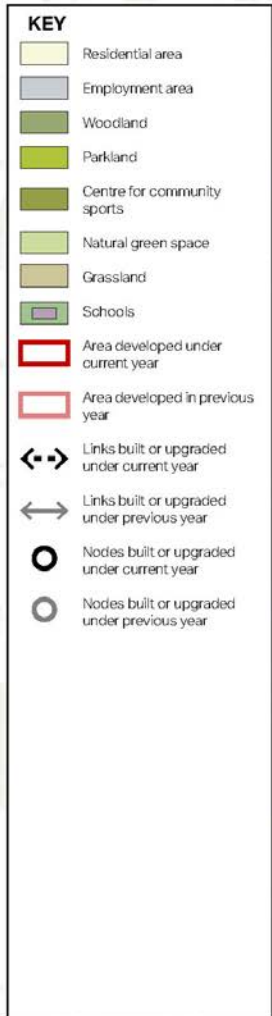 KEY
Residential area
Employment area
Woodland
Parkland
Centre for community
sports
Natural green space
Grassland
Schools
Area developed under
current year
Area developed in previous
year
Links built or upgraded
under current year
Links built or upgraded
under previous year
Nodes built or upgraded
under current year
Nodes built or upgraded
under previous year